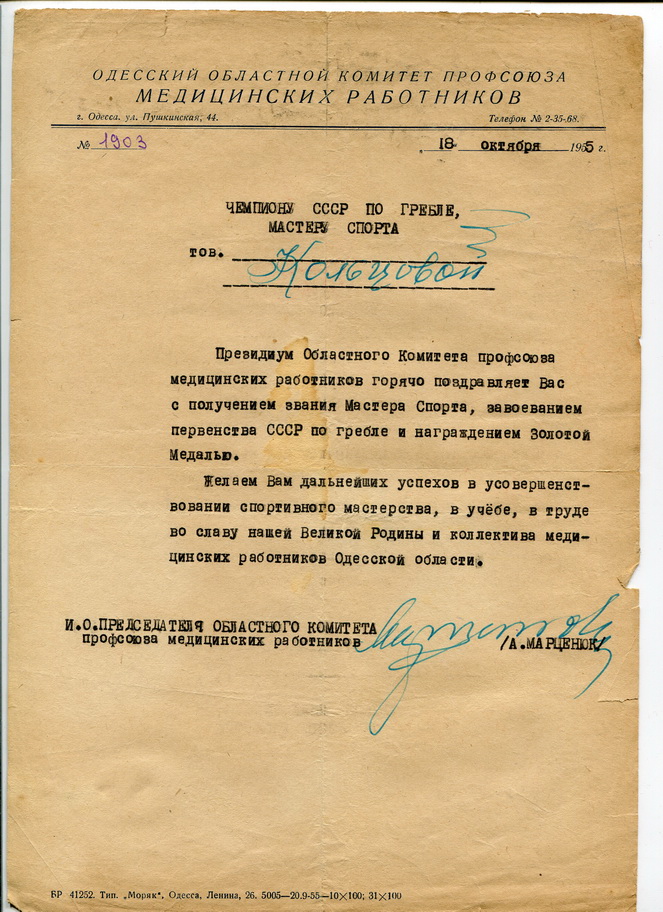 ОДЕССКИЙ ОБЛАСТНОЙ КОМИТЕТ ПРОФСОЮЗА
МЕДИЦИНСКИХ РАБОТНИКОВ
г. Одесса, ул. Пушкинская, 44. Телефон № 2-35-68.
№ 1903 „18 октября 1955 г.
ЧЕМПИОНУ СССР ПО ГРЕБЛЕ,
МАСТЕРУ СПОРТА
тов. Кольцовой
Президиум Областного Комитета профсоюза
медицинских работников горячо поздравляет Вас
с получением звания Мастера Спорта, завоеванием
первенства СССР по гребле и награждением Золотой
Медалью.
Желаем Вам дальнейших успехов в усовершенст-
вовании спортивного мастерства, в учёбе, в труде
во славу нашей Великой Родины и коллектива меди-
цинских работников Одесской области.
И.О.ПРЕДСЕДАТЕЛЯ ОБЛАСТНОГО КОМИТЕТА
профсоюза медицинских работников /А.МАРЦЕНЮК/
БР 41252. Тип. „Моряк“, Одесса, Ленина, 26. 5005—20.9-55—10×100; 31×100